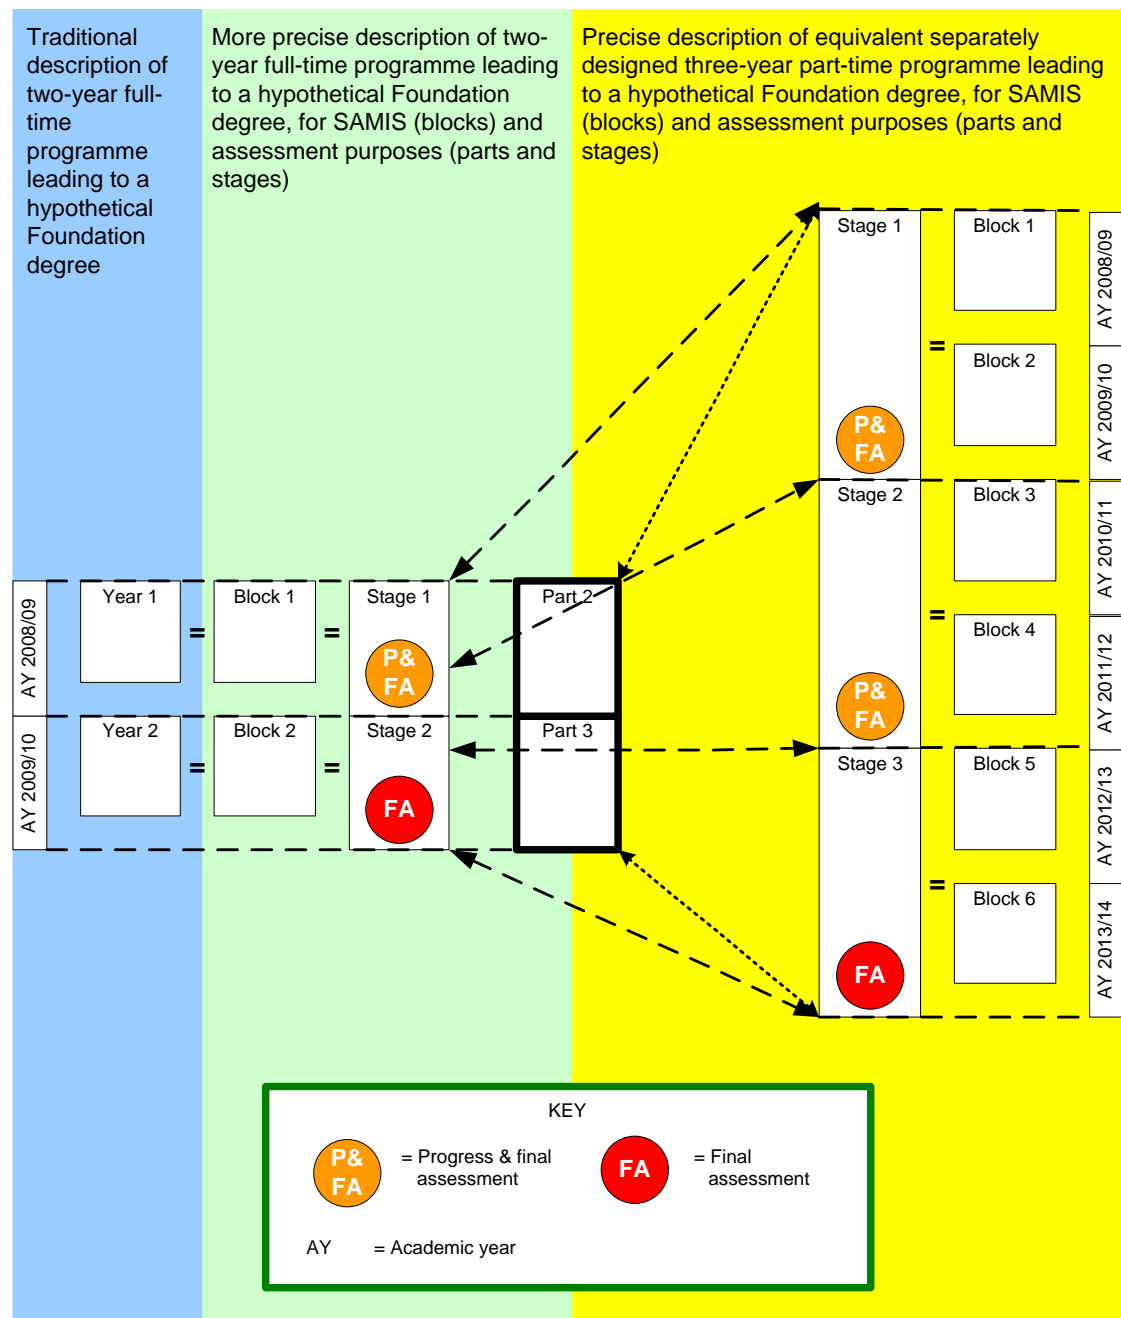 Traditional
description of
two-year full-
time
programme
leading to a
hypothetical
Foundation
degree
More precise description of two-
year full-time programme leading
to a hypothetical Foundation
degree, for SAMIS (blocks) and
assessment purposes (parts and
stages)
Precise description of equivalent separately
designed three-year part-time programme leading
to a hypothetical Foundation degree, for SAMIS
(blocks) and assessment purposes (parts and
stages)
AY 2008/09
Year 1
=
Block 1
=
Stage 1
P&
FA
Part 2
AY 2009/10
Year 2
=
Block 2
=
Stage 2
FA
Part 3
Stage 1
P&
FA
=
Block 1
Block 2
AY 2008/09
AY 2009/10
Stage 2
P&
FA
=
Block 3
Block 4
AY 2010/11
AY 2011/12
Stage 3
FA
=
Block 5
Block 6
AY 2012/13
AY 2013/14
KEY
P&
FA
= Progress & final
assessment
FA
= Final
assessment
AY = Academic year